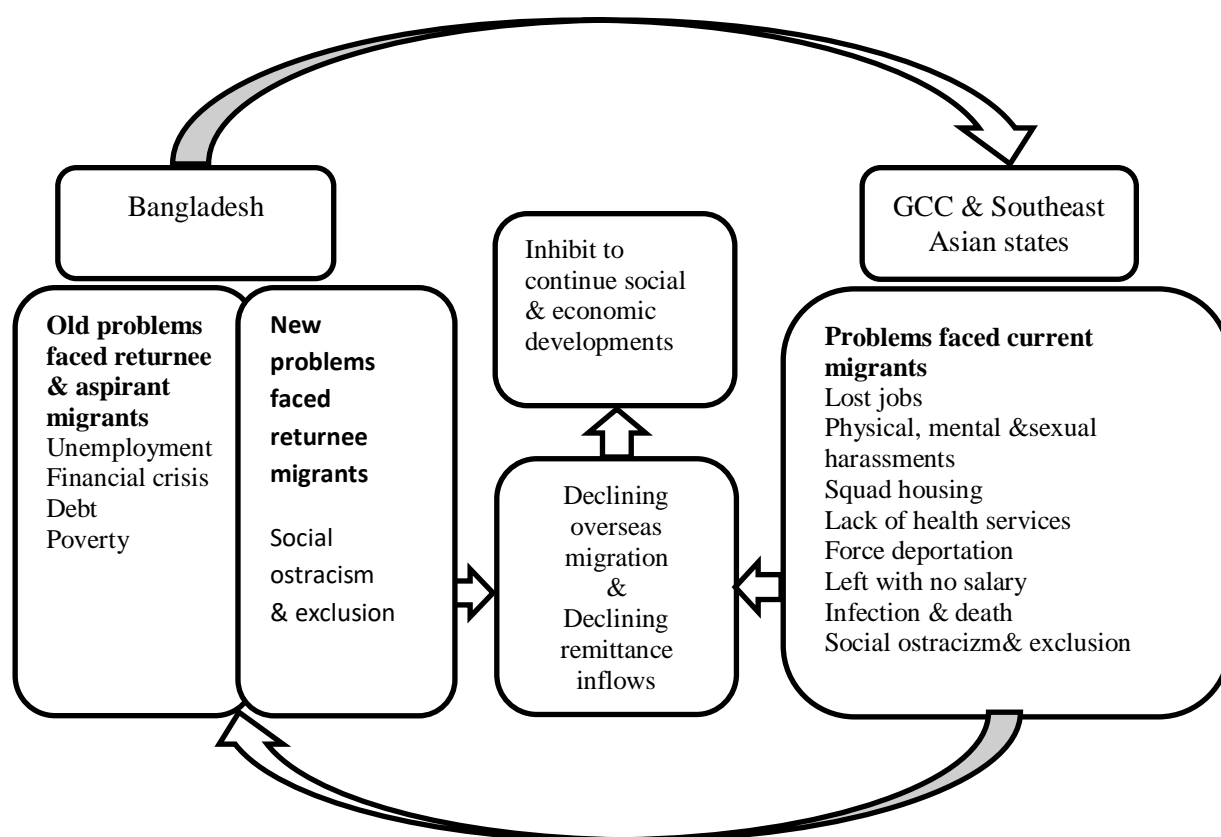 Bangladesh
GCC & Southeast
Asian states
Old problems
faced returnee
& aspirant
migrants
Unemployment
Financial crisis
Debt
Poverty
New
problems
faced
returnee
migrants
Social
ostracism
& exclusion
Inhibit to
continue social
& economic
developments
Declining
overseas
migration
&
Declining
remittance
inflows
Problems faced current
migrants
Lost jobs
Physical, mental &sexual
harassments
Squad housing
Lack of health services
Force deportation
Left with no salary
Infection & death
Social ostracizm& exclusion